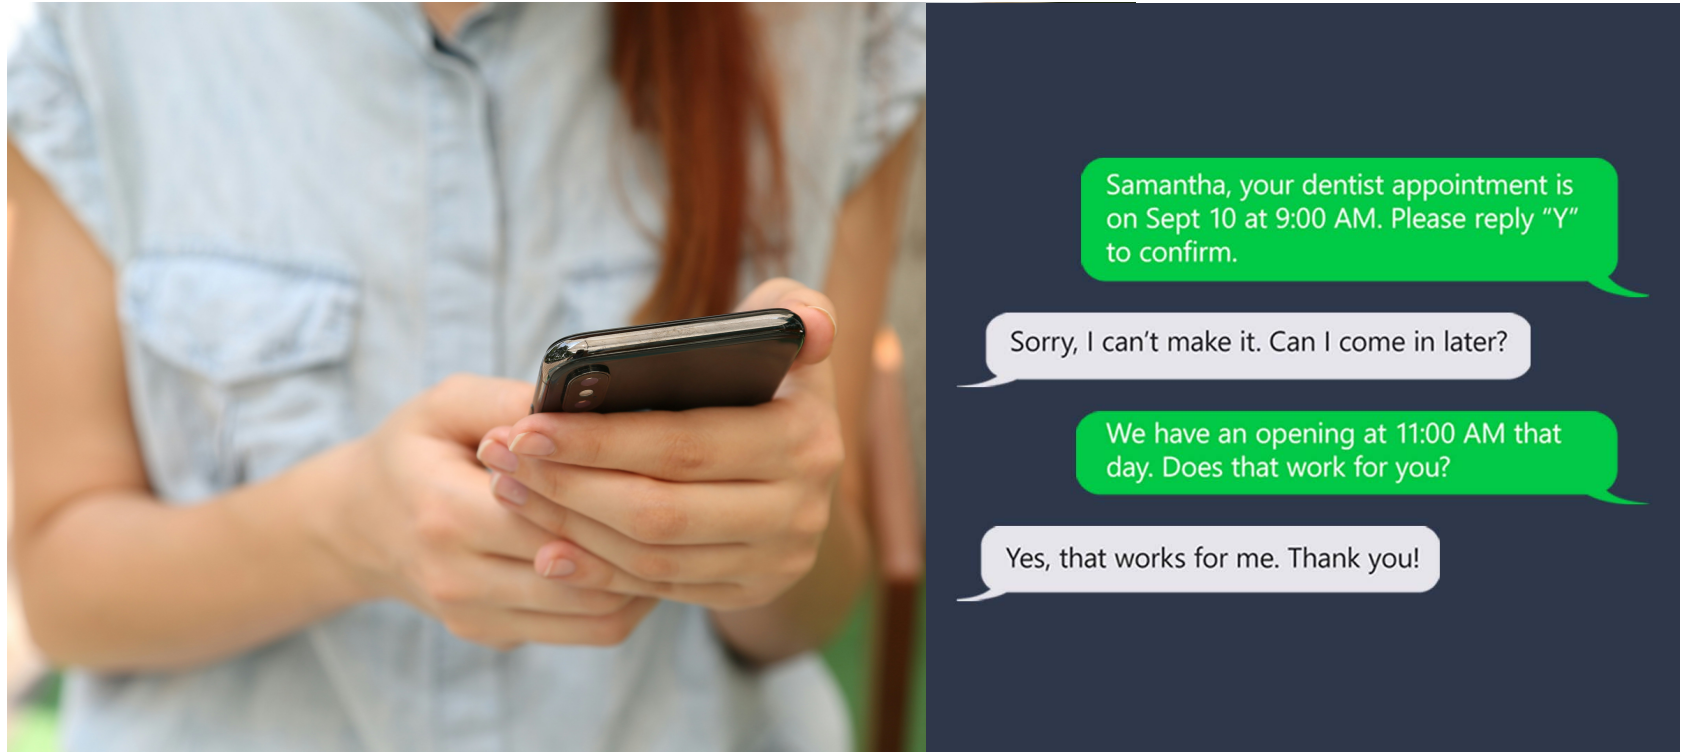 Samantha, your dentist appointment is
on Sept 10 at 9:00 AM. Please reply “Y”
to confirm.
Sorry, I can’t make it. Can I come in later?
We have an opening at 11:00 AM that
day. Does that work for you?
Yes, that works for me. Thank you!